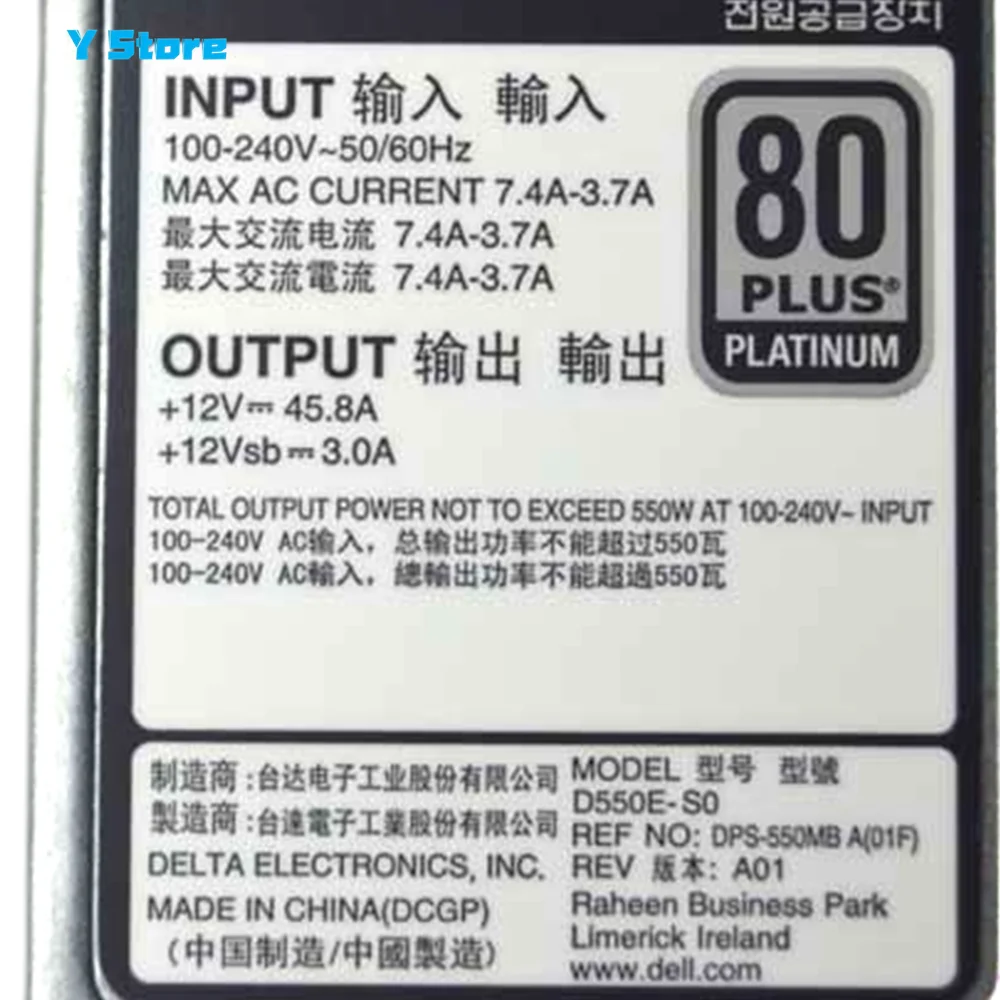 전원공급장치
Y Store
INPUT 输入 輸入
100-240V~50/60Hz
MAX AC CURRENT 7.4A-3.7A
最大交流电流 7.4A-3.7A
最大交流電流 7.4A-3.7A
80
PLUS®
PLATINUM
OUTPUT 输出 輸出
+12V⎓ 45.8A
+12Vsb⎓3.0A
TOTAL OUTPUT POWER NOT TO EXCEED 550W AT 100-240V~ INPUT
100-240V AC输入，总输出功率不能超过550瓦
100-240V AC輸入，總輸出功率不能超過550瓦
制造商:台达电子工业股份有限公司
製造商:台達電子工業股份有限公司
DELTA ELECTRONICS, INC.
MADE IN CHINA(DCGP)
(中国制造/中國製造)
MODEL 型号 型號
D550E-S0
REF NO: DPS-550MB A(01F)
REV 版本: A01
Raheen Business Park
Limerick Ireland
www.dell.com